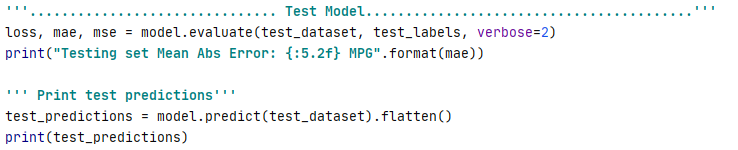 '''............................... Test Model.........................................'''
loss, mae, mse = model.evaluate(test_dataset, test_labels, verbose=2)
print("Testing set Mean Abs Error: {:5.2f} MPG".format(mae))
''' Print test predictions'''
test_predictions = model.predict(test_dataset).flatten()
print(test_predictions)